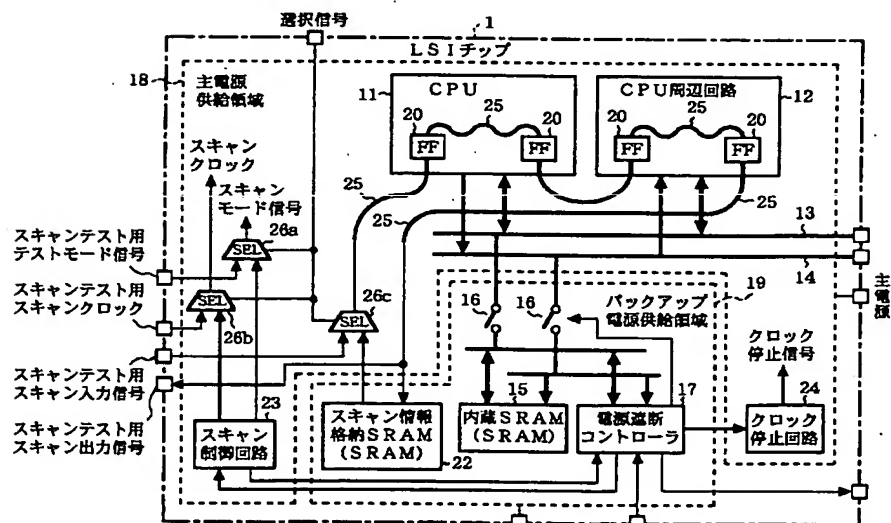 選択信号
1
LSIチップ
18
主電源
供給領域
11
CPU
25
20
FF
20
FF
CPU周辺回路
12
20
25
20
FF
FF
スキャン
クロック
スキャン
モード信号
25
25
25
13
14
主電源
スキャンテスト用
テストモード信号
SEL
26a
スキャンテスト用
スキャンクロック
SEL
26b
SEL
26c
16
16
バックアップ
電源供給領域
19
クロック
停止信号
スキャンテスト用
スキャン入力信号
スキャンテスト用
スキャン出力信号
23
スキャン
制御回路
スキャン情報
格納SRAM
(SRAM)
22
15
内蔵SRAM
(SRAM)
17
電源遮断
コントローラ
24
クロック
停止回路